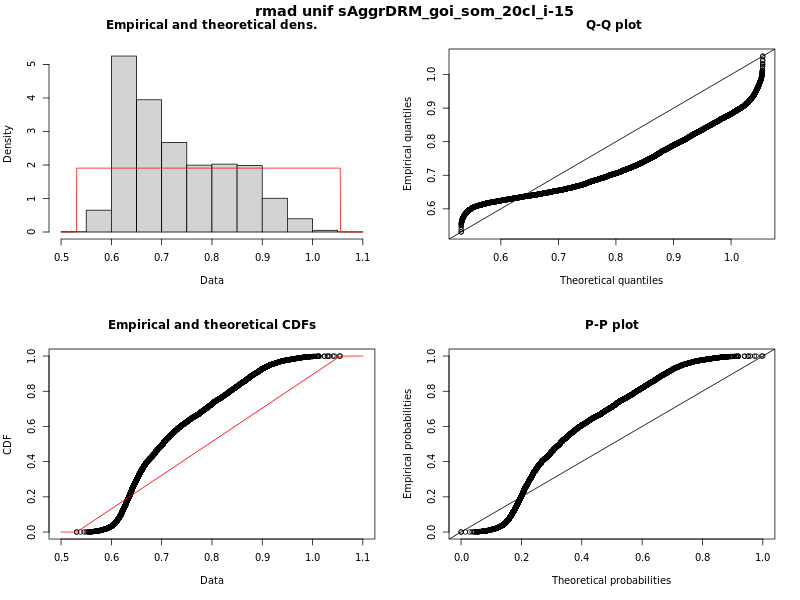 rmad unif sAggrDRM_goi_som_20cl_i-15
Empirical and theoretical dens.
Density
0 1 2 3 4 5
0.5 0.6 0.7 0.8 0.9 1.0 1.1
Data
Q-Q plot
Empirical quantiles
0.6 0.7 0.8 0.9 1.0
0.6 0.7 0.8 0.9 1.0
Theoretical quantiles
Empirical and theoretical CDFs
CDF
0.0 0.2 0.4 0.6 0.8 1.0
0.5 0.6 0.7 0.8 0.9 1.0 1.1
Data
P-P plot
Empirical probabilities
0.0 0.2 0.4 0.6 0.8 1.0
0.0 0.2 0.4 0.6 0.8 1.0
Theoretical probabilities